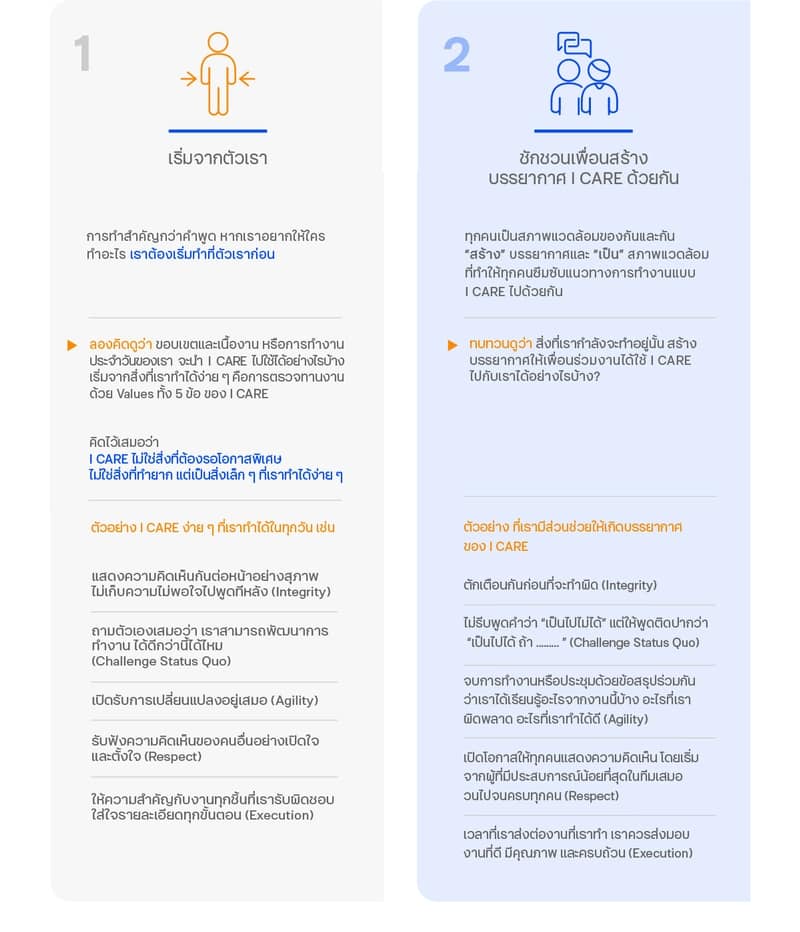 1
เริ่มจากตัวเรา
การทำสำคัญกว่าคำพูด หากเราอยากให้ใคร
ทำอะไร เราต้องเริ่มทำที่ตัวเราก่อน
ลองคิดดูว่า ขอบเขตและเนื้องาน หรือการทำงาน
ประจำวันของเรา จะนำ I CARE ไปใช้ได้อย่างไรบ้าง
เริ่มจากสิ่งที่เราทำได้ง่าย ๆ คือการตรวจทานงาน
ด้วย Values ทั้ง 5 ข้อ ของ I CARE
คิดไว้เสมอว่า
I CARE ไม่ใช่สิ่งที่ต้องรอโอกาสพิเศษ
ไม่ใช่สิ่งที่ทำยาก แต่เป็นสิ่งเล็ก ๆ ที่เราทำได้ง่าย ๆ
ตัวอย่าง I CARE ง่าย ๆ ที่เราทำได้ในทุกวัน เช่น
แสดงความคิดเห็นกันต่อหน้าอย่างสุภาพ
ไม่เก็บความไม่พอใจไปพูดทีหลัง (Integrity)
ถามตัวเองเสมอว่า เราสามารถพัฒนาการ
ทำงาน ได้ดีกว่านี้ได้ไหม
(Challenge Status Quo)
เปิดรับการเปลี่ยนแปลงอยู่เสมอ (Agility)
รับฟังความคิดเห็นของคนอื่นอย่างเปิดใจ
และตั้งใจ (Respect)
ให้ความสำคัญกับงานทุกชิ้นที่เรารับผิดชอบ
ใส่ใจรายละเอียดทุกขั้นตอน (Execution)
2
ชักชวนเพื่อนสร้าง
บรรยากาศ I CARE ด้วยกัน
ทุกคนเป็นสภาพแวดล้อมของกันและกัน
“สร้าง” บรรยากาศและ “เป็น” สภาพแวดล้อม
ที่ทำให้ทุกคนซึมซับแนวทางการทำงานแบบ
I CARE ไปด้วยกัน
ทบทวนดูว่า สิ่งที่เรากำลังจะทำอยู่นั้น สร้าง
บรรยากาศให้เพื่อนร่วมงานได้ใช้ I CARE
ไปกับเราได้อย่างไรบ้าง?
ตัวอย่าง ที่เรามีส่วนช่วยให้เกิดบรรยากาศ
ของ I CARE
ตักเตือนกันก่อนที่จะทำผิด (Integrity)
ไม่รีบพูดคำว่า “เป็นไปไม่ได้” แต่ให้พูดติดปากว่า
“เป็นไปได้ ถ้า ......... ” (Challenge Status Quo)
จบการทำงานหรือประชุมด้วยข้อสรุปร่วมกัน
ว่าเราได้เรียนรู้อะไรจากงานนี้บ้าง อะไรที่เรา
ผิดพลาด อะไรที่เราทำได้ดี (Agility)
เปิดโอกาสให้ทุกคนแสดงความคิดเห็น โดยเริ่ม
จากผู้ที่มีประสบการณ์น้อยที่สุดในทีมเสมอ
วนไปจนครบทุกคน (Respect)
เวลาที่เราส่งต่องานที่เราทำ เราควรส่งมอบ
งานที่ดี มีคุณภาพ และครบถ้วน (Execution)